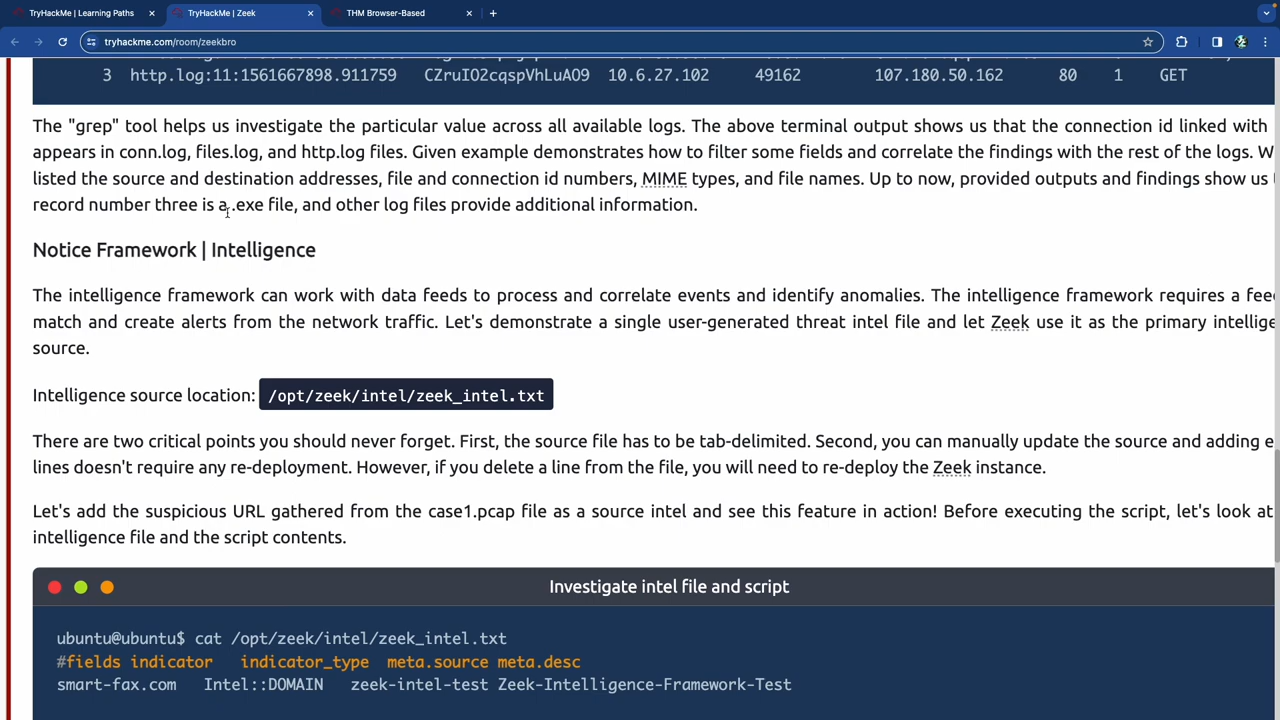 TryHackMe | Learning Paths
TryHackMe | Zeek
THM Browser-Based
tryhackme.com/room/zeekbro
3 http.log:11:1561667898.911759 CZruIO2cqspVhLuAO9 10.6.27.102 49162 107.180.50.162 80 1 GET
The "grep" tool helps us investigate the particular value across all available logs. The above terminal output shows us that the connection id linked with
appears in conn.log, files.log, and http.log files. Given example demonstrates how to filter some fields and correlate the findings with the rest of the logs. W
listed the source and destination addresses, file and connection id numbers, MIME types, and file names. Up to now, provided outputs and findings show us
record number three is a .exe file, and other log files provide additional information.
Notice Framework | Intelligence
The intelligence framework can work with data feeds to process and correlate events and identify anomalies. The intelligence framework requires a fee
match and create alerts from the network traffic. Let's demonstrate a single user-generated threat intel file and let Zeek use it as the primary intellige
source.
Intelligence source location: /opt/zeek/intel/zeek_intel.txt
There are two critical points you should never forget. First, the source file has to be tab-delimited. Second, you can manually update the source and adding e
lines doesn't require any re-deployment. However, if you delete a line from the file, you will need to re-deploy the Zeek instance.
Let's add the suspicious URL gathered from the case1.pcap file as a source intel and see this feature in action! Before executing the script, let's look at
intelligence file and the script contents.
Investigate intel file and script
ubuntu@ubuntu$ cat /opt/zeek/intel/zeek_intel.txt
#fields indicator indicator_type meta.source meta.desc
smart-fax.com Intel::DOMAIN zeek-intel-test Zeek-Intelligence-Framework-Test